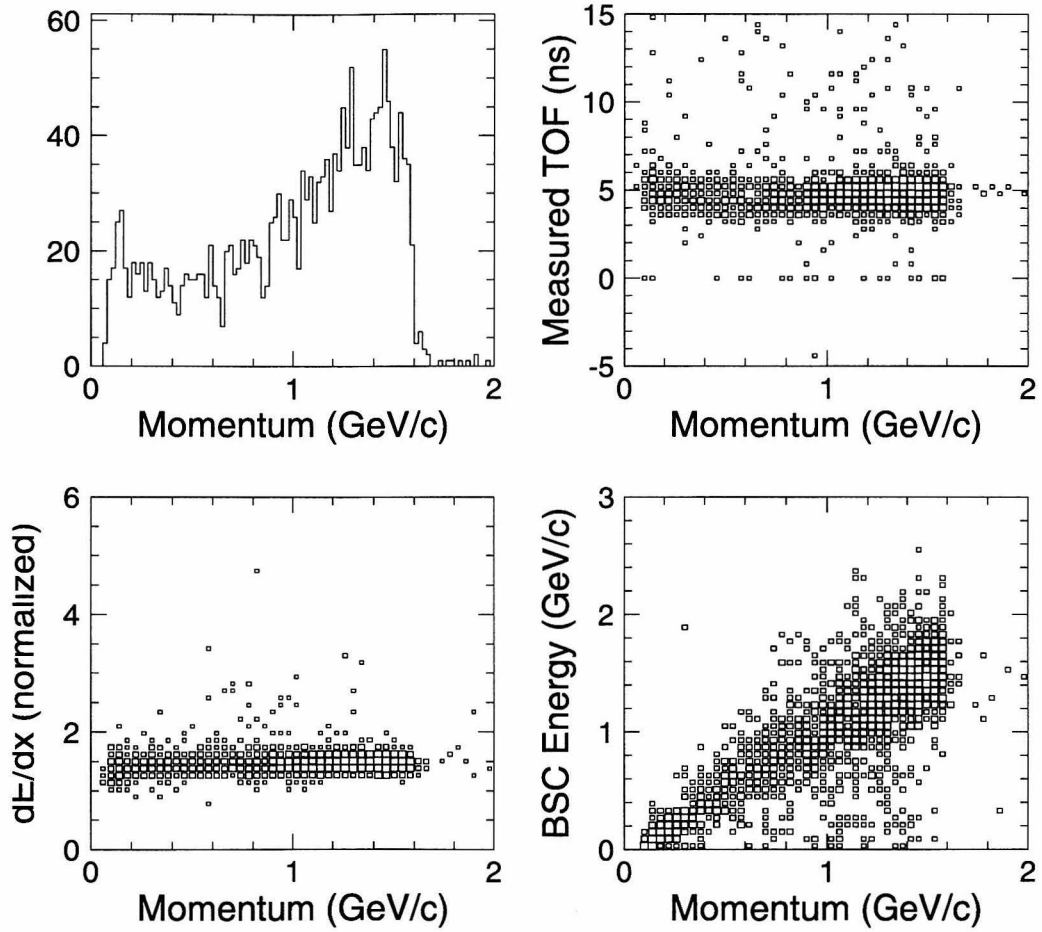 60
40
20
0
0 1 2
Momentum (GeV/c)
Measured TOF (ns)
15
10
5
0
-5
0 1 2
Momentum (GeV/c)
dE/dx (normalized)
6
4
2
0
0 1 2
Momentum (GeV/c)
BSC Energy (GeV/c)
3
2
1
0
0 1 2
Momentum (GeV/c)